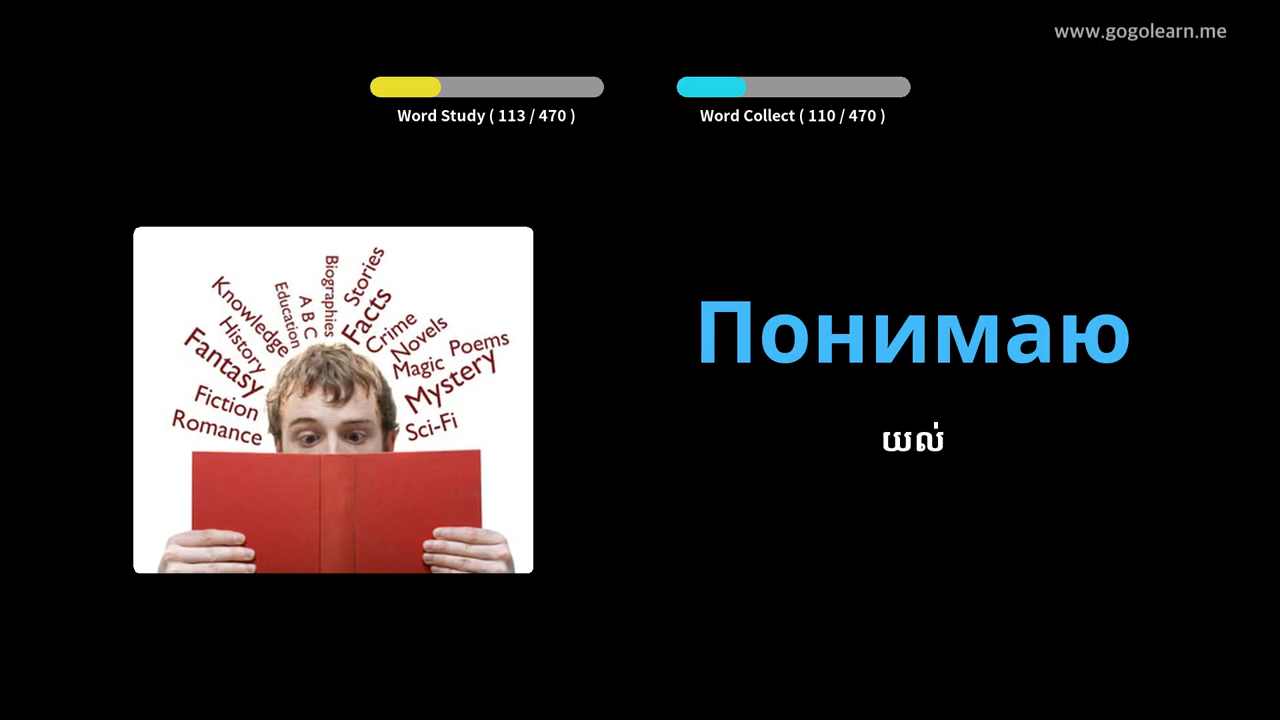 www.gogolearn.me
Word Study ( 113 / 470 )
Word Collect ( 110 / 470 )
Knowledge
Education
A B C
Biographies
Stories
Facts
Crime
Novels
Poems
Magic
Mystery
Sci-Fi
History
Fantasy
Fiction
Romance
Понимаю
យល់